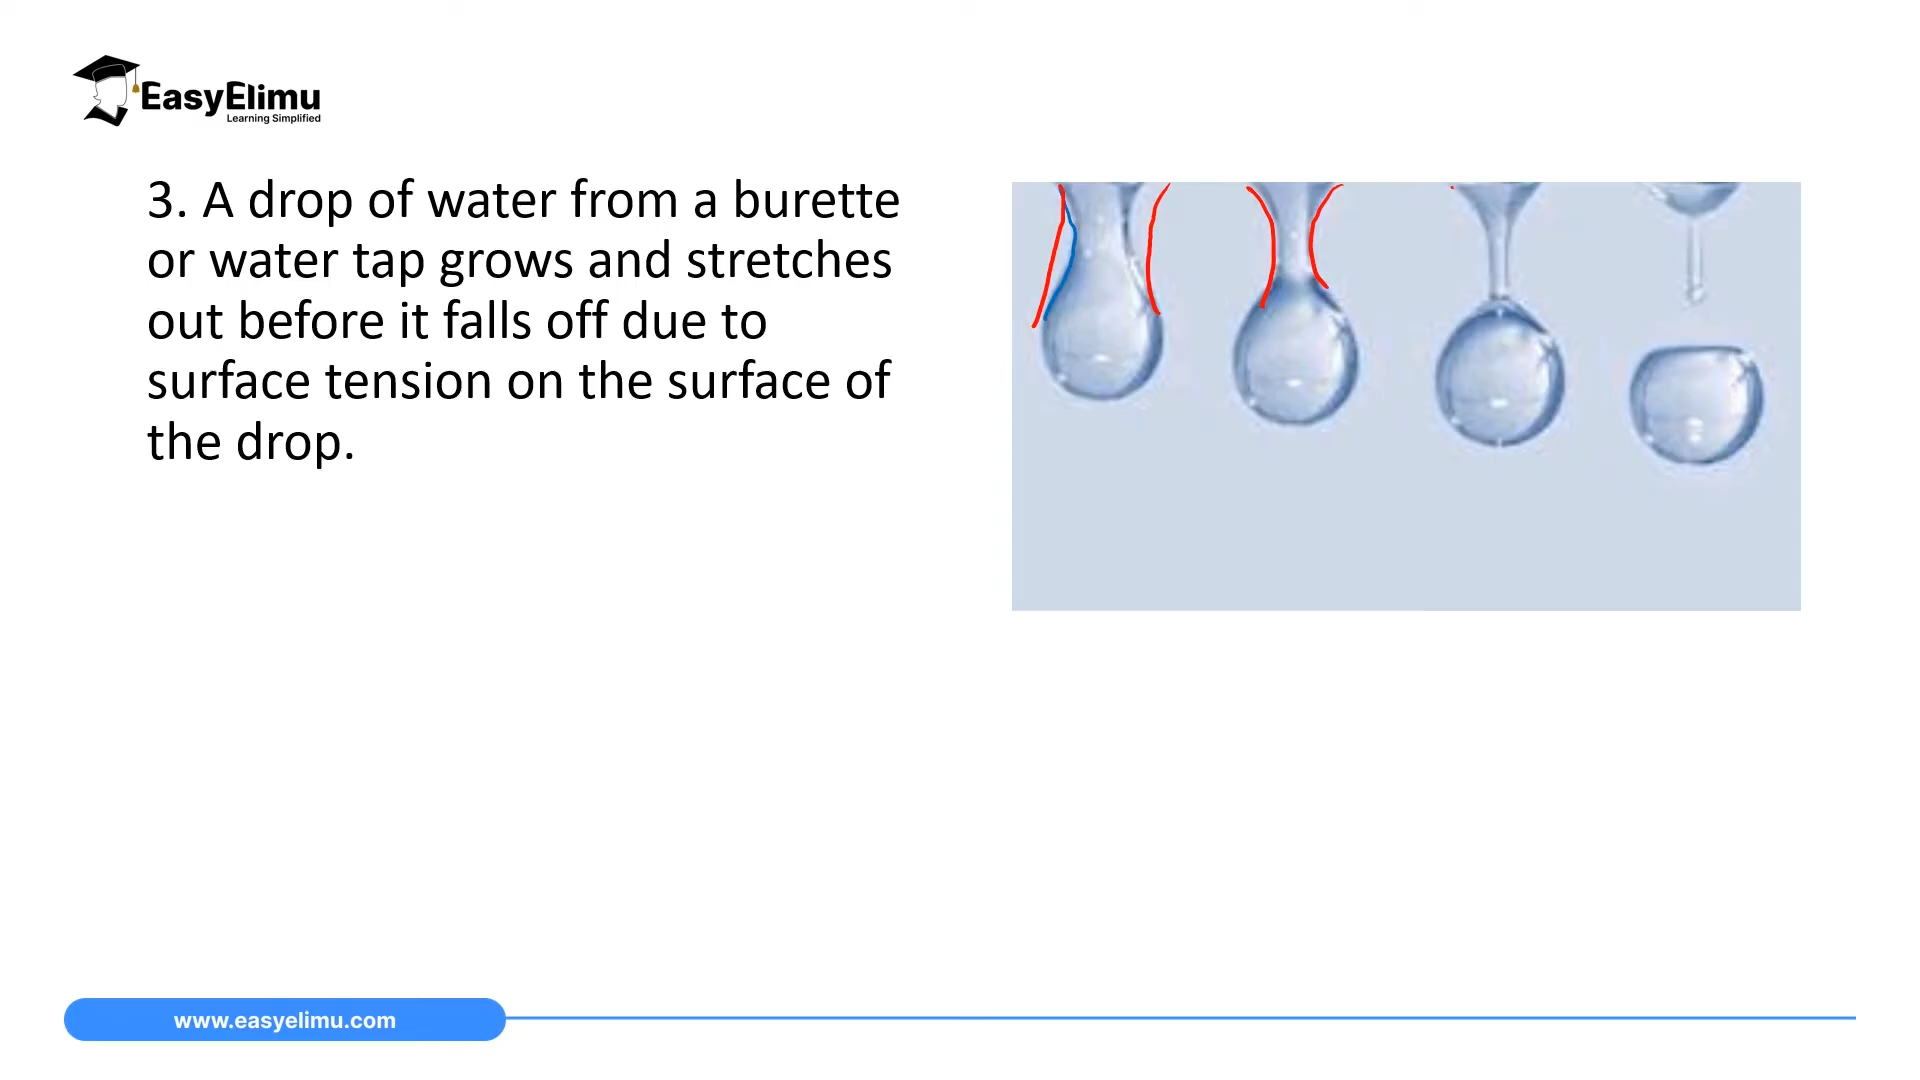 EasyElimu
Learning Simplified
3. A drop of water from a burette
or water tap grows and stretches
out before it falls off due to
surface tension on the surface of
the drop.
www.easyelimu.com